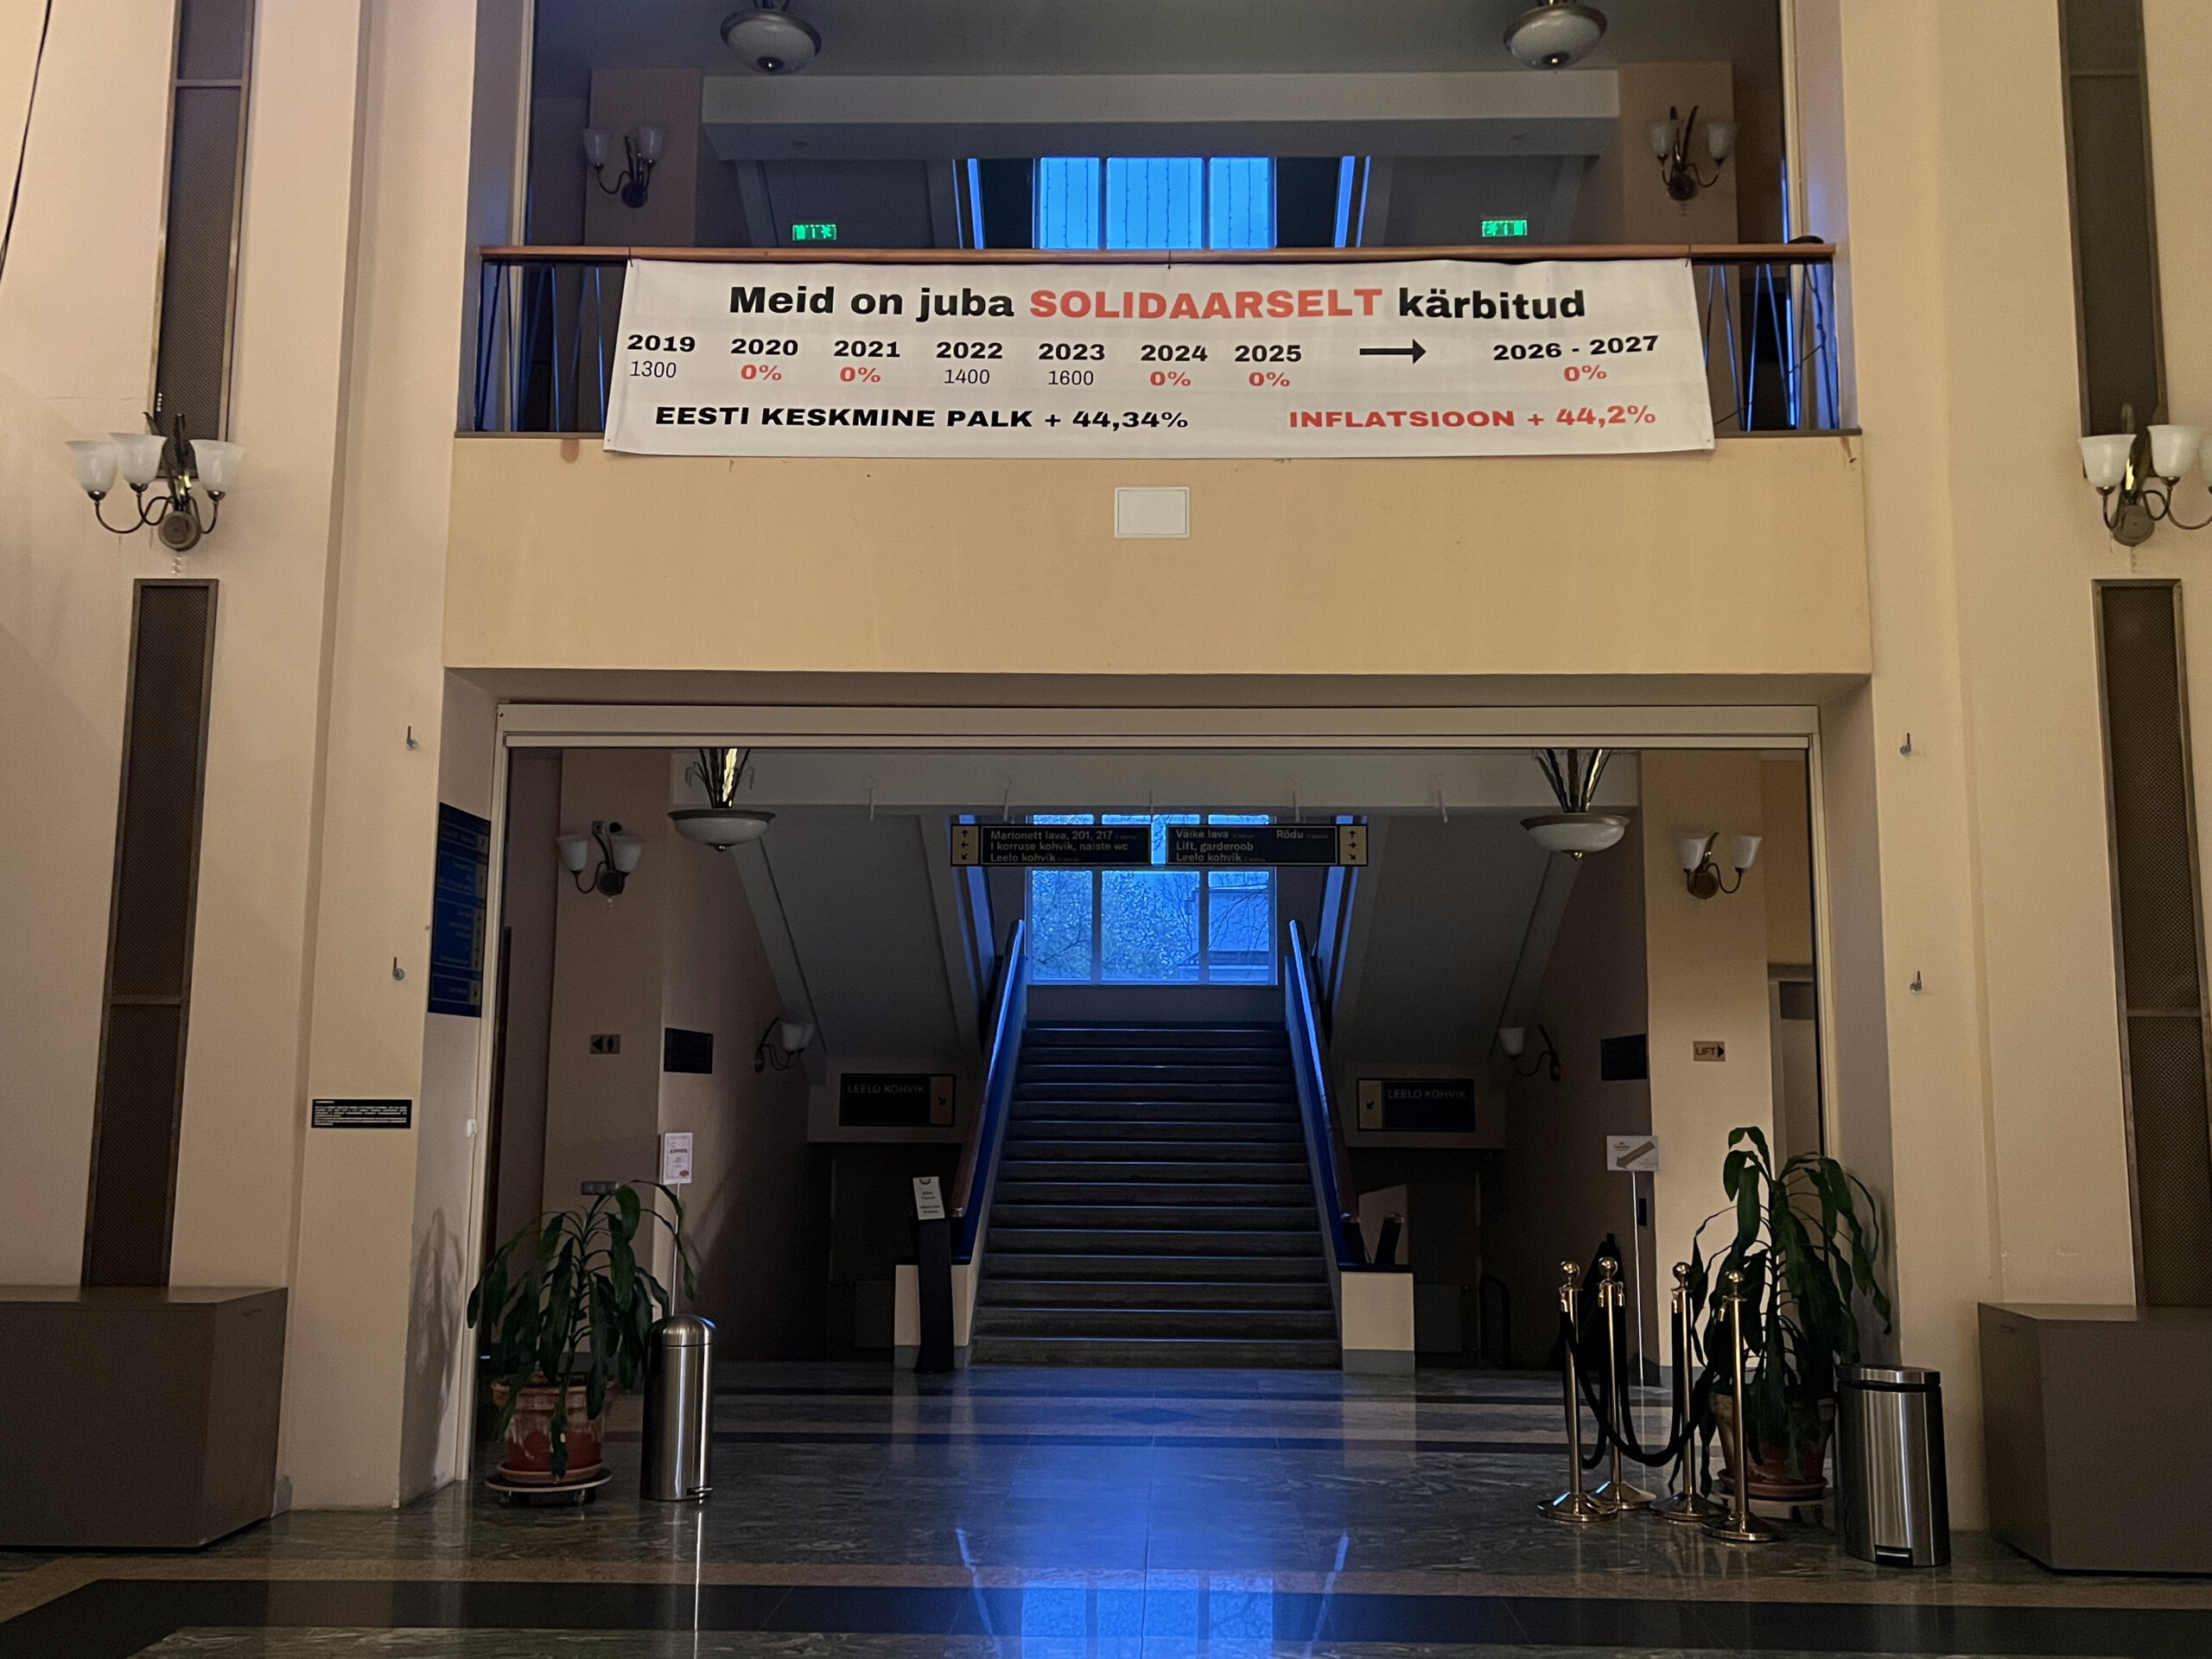 Meid on juba SOLIDAARSELT kärbitud
2019 2020 2021 2022 2023 2024 2025 → 2026 - 2027
1300 0% 0% 1400 1600 0% 0% 0%
EESTI KESKMINE PALK + 44,34% INFLATSIOON + 44,2%
Marionett lava, 201, 217
I korruse kohvik, naiste wc
Leelo kohvik
Väike lava Rõdu
Lift, garderoob
Leelo kohvik
LIFT
LEELO KOHVIK
LEELO KOHVIK